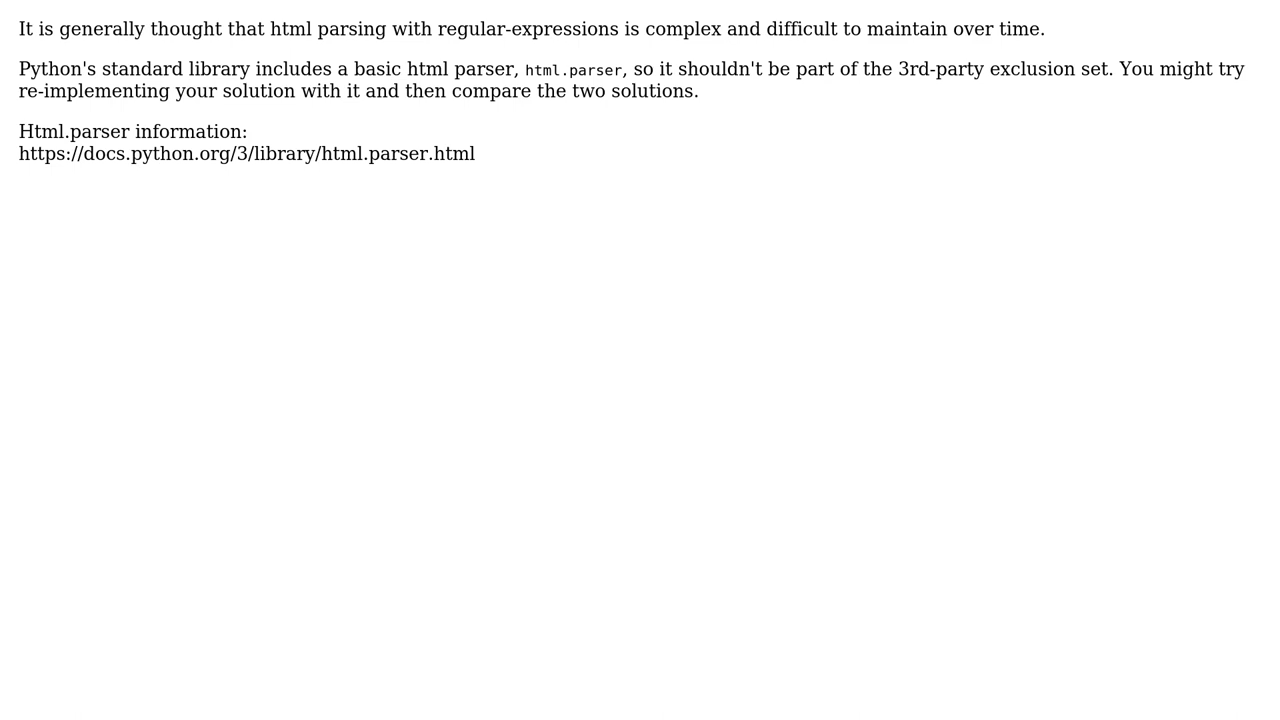 It is generally thought that html parsing with regular-expressions is complex and difficult to maintain over time.
Python's standard library includes a basic html parser, html.parser, so it shouldn't be part of the 3rd-party exclusion set. You might try
re-implementing your solution with it and then compare the two solutions.
Html.parser information:
https://docs.python.org/3/library/html.parser.html